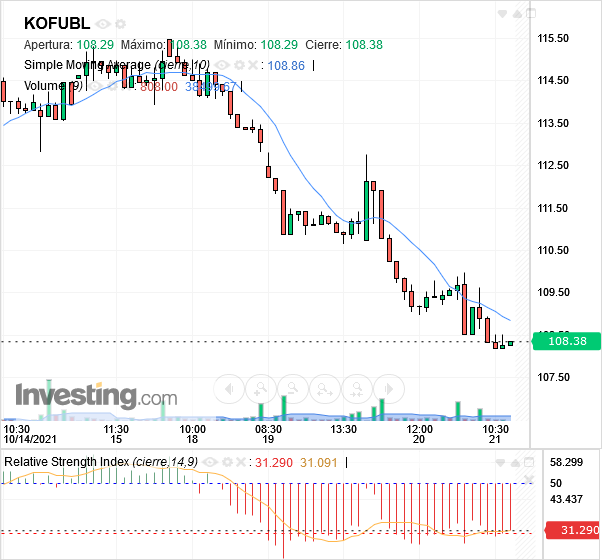 KOFUBL
Apertura: 108.29 Máximo: 108.38 Mínimo: 108.29 Cierre: 108.38
Simple Moving Average (cierre,10) : 108.86
Volume (9) : 808.00
115.50
114.50
113.50
112.50
111.50
110.50
109.50
108.38
107.50
Investing.com
10:30 11:15 10:00 08:30 13:30 12:00 10:30
10/14/2021 15 18 19 20 21
Relative Strength Index (cierre,14,9) : 31.290 31.091
58.299
50
43.437
31.290